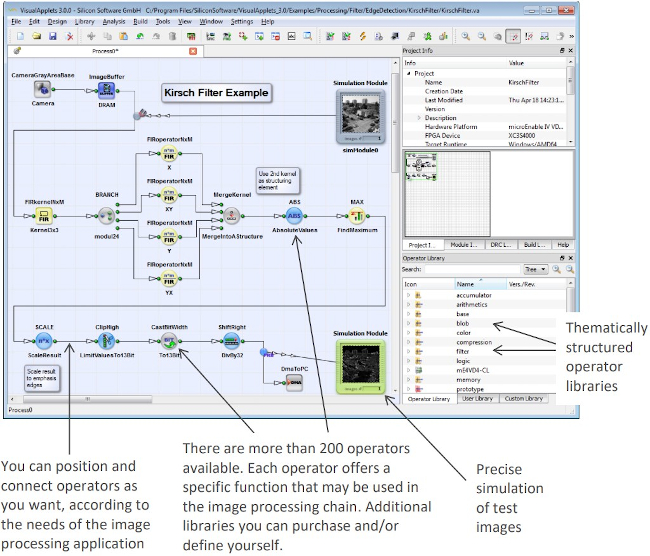 VisualApplets 3.0.0 - Silicon Software GmbH C:/Program Files/SiliconSoftware/VisualApplets_3.0/Examples/Processing/Filter/EdgeDetection/KirschFilter/KirschFilter.va
File Edit Design Library Analysis Build Tools View Settings Window Help
Process0*
CameraGrayAreaBase
Camera
ImageBuffer
DRAM
Kirsch Filter Example
Simulation Module
simModule0
FIRoperatorNxM
X
FIRoperatorNxM
XY
FIRoperatorNxM
Y
FIRoperatorNxM
YX
FIRkernelNxM
FIR
Kernel3x3
BRANCH
modul24
MergeKernel
MergeIntoAStructure
Use 2nd kernel
as structuring
element
ABS
ABS
AbsoluteValues
MAX
FindMaximum
SCALE
ScaleResult
Scale result
to emphasis
edges
ClipHigh
LimitValuesTo13Bit
CastBitWidth
To13Bit
ShiftRight
DivBy32
DmaToPC
DMA
Simulation Module
Process0
Project Info
Info Value
Project
Name KirschFilter
Creation Date
Last Modified Thu Apr 18 14:23:1...
Version
Description
Hardware Platform microEnable IV VD...
FPGA Device XC3S4000
Target Runtime Windows/AMD64
Project I... Module I... DRC L... Build L... Help
Operator Library
Search: Tree
Icon Name Vers./Rev.
accumulator
arithmetics
base
blob
color
compression
filter
logic
mE4VD4-CL
memory
prototype
Operator Library User Library Custom Library
Thematically
structured
operator
libraries
You can position and
connect operators as
you want, according to
the needs of the image
processing application
There are more than 200 operators
available. Each operator offers a
specific function that may be used in
the image processing chain. Additional
libraries you can purchase and/or
define yourself.
Precise
simulation
of test
images